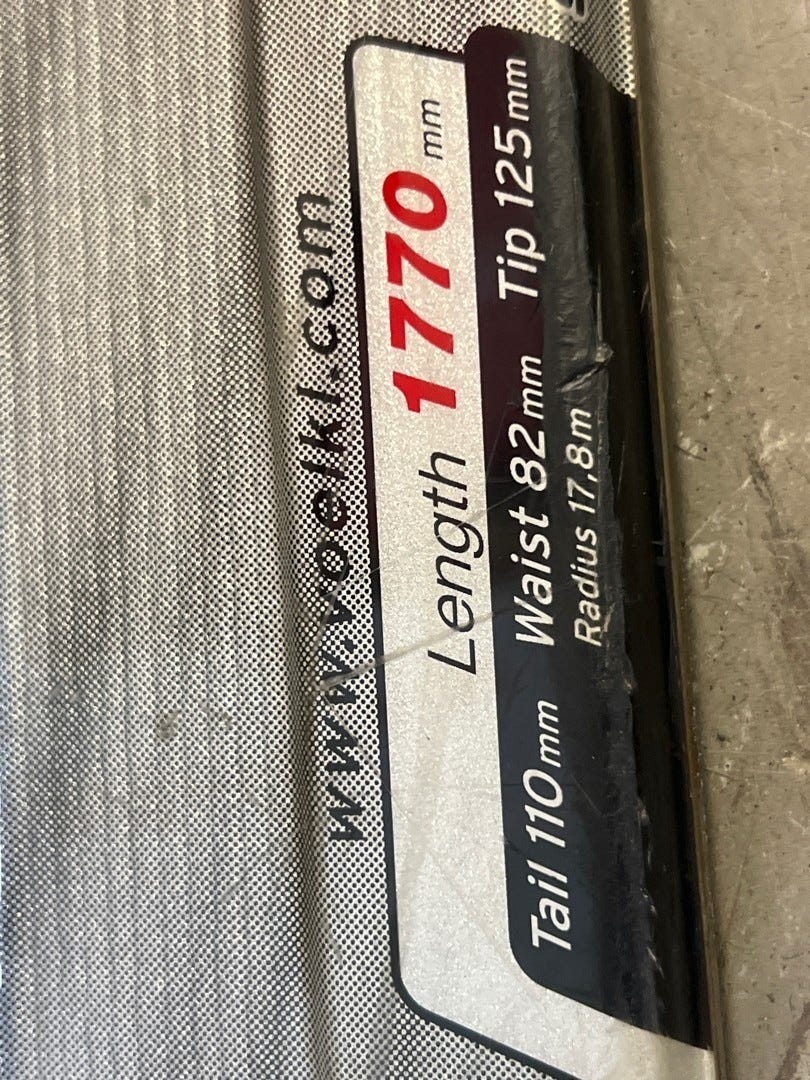 www.voelkl.com
Length 1770 mm
Tail 110mm Waist 82mm Tip 125mm
Radius 17,8m